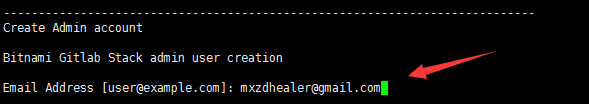 --------------------------------------------------------------------------
Create Admin account
Bitnami Gitlab Stack admin user creation
Email Address [user@example.com]: mxzdhealer@gmail.com